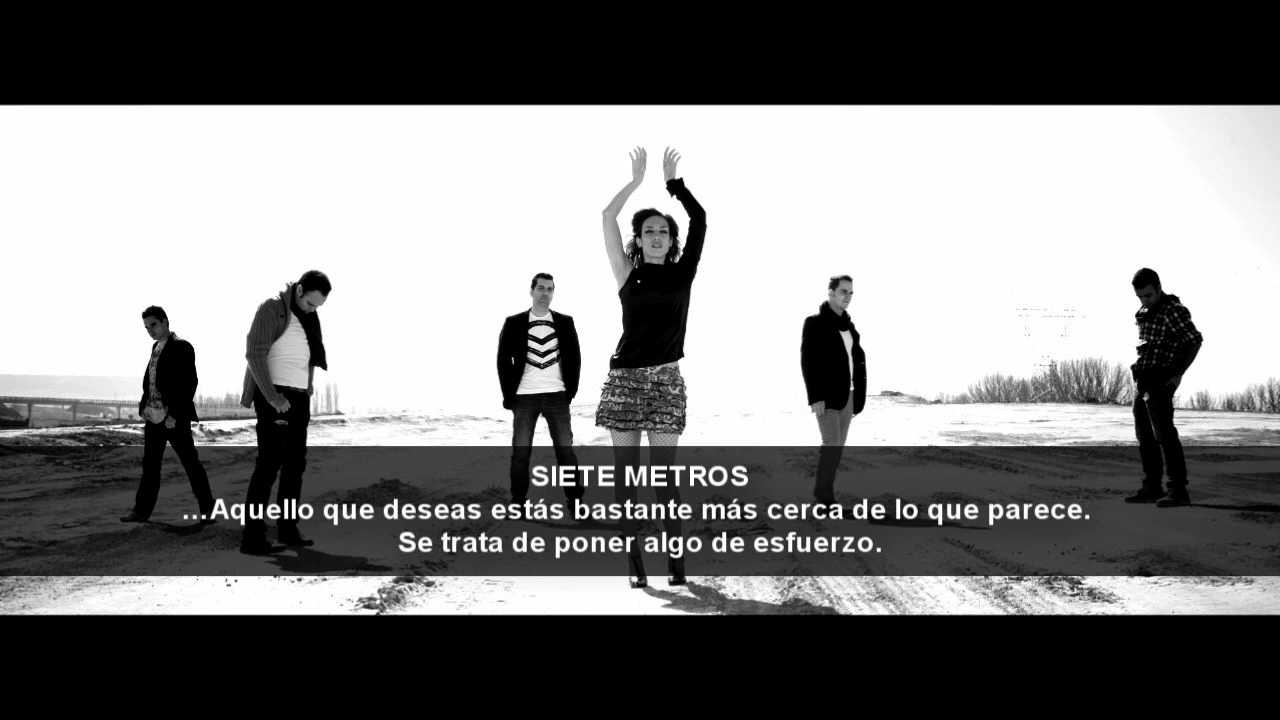 SIETE METROS
...Aquello que deseas estás bastante más cerca de lo que parece.
Se trata de poner algo de esfuerzo.